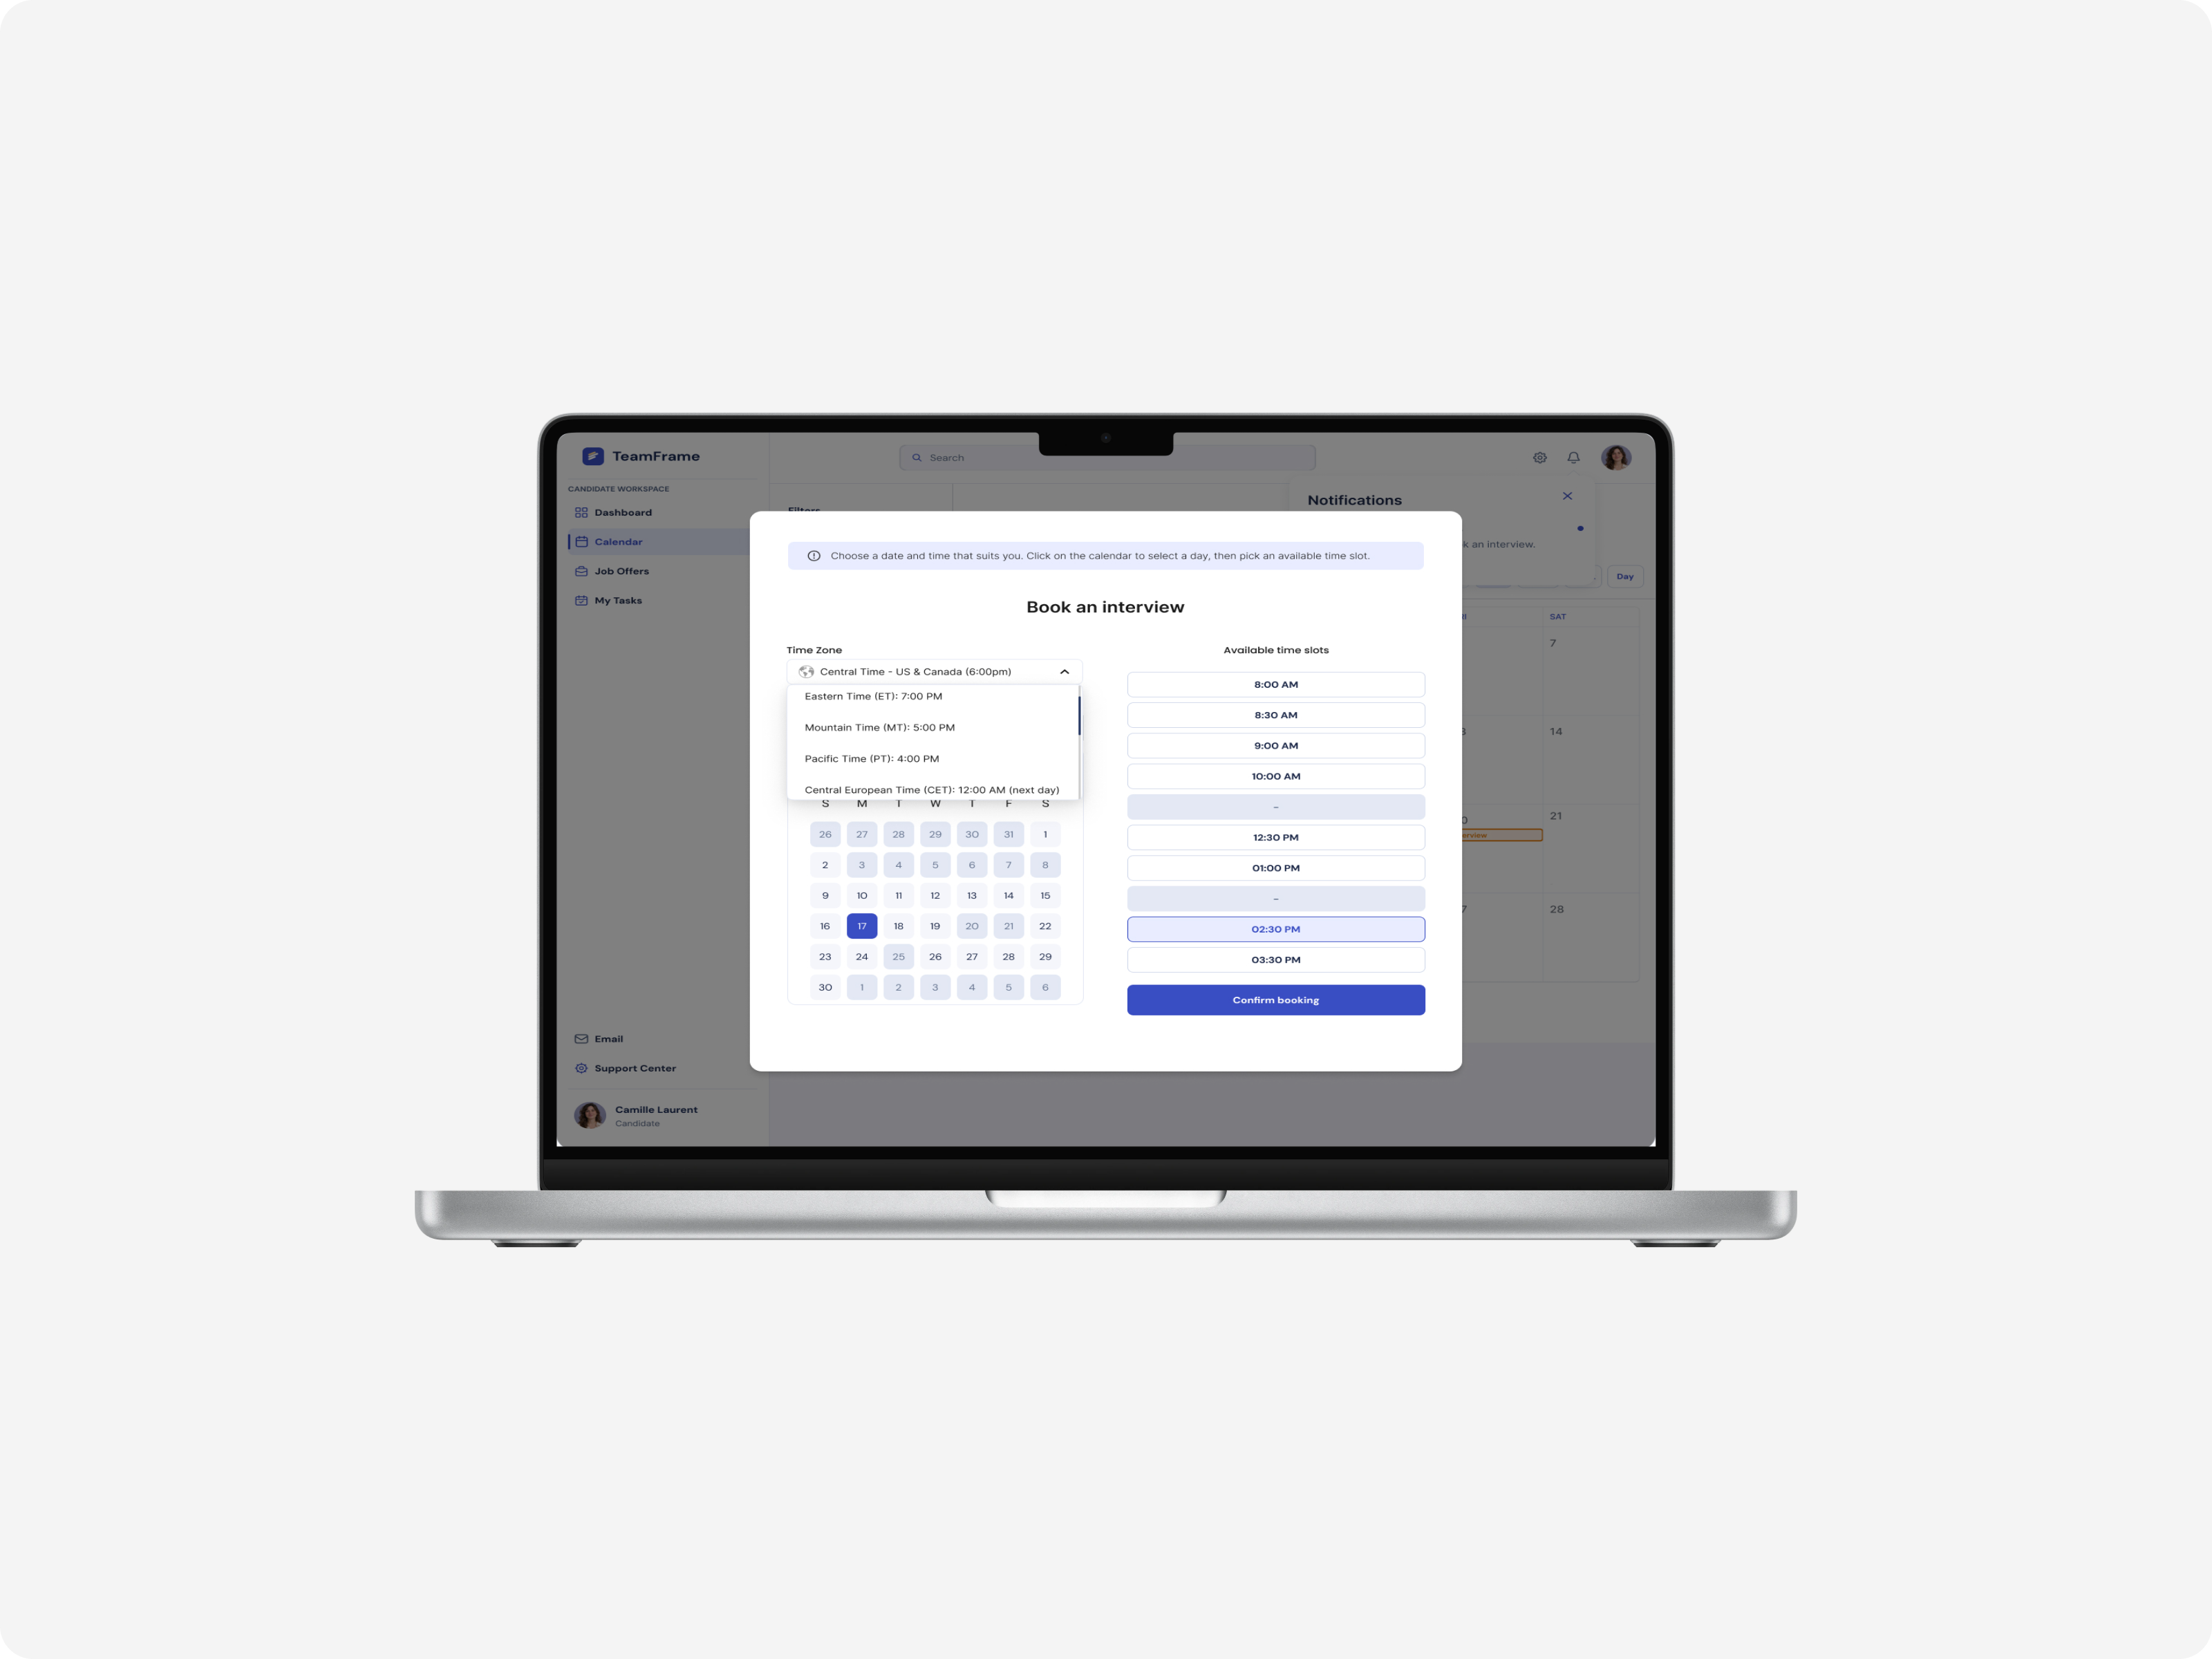 TeamFrame
Search
CANDIDATE WORKSPACE
Dashboard
Calendar
Job Offers
My Tasks
Email
Support Center
Camille Laurent
Candidate
Filters
Notifications
an interview.
Day
SAT
7
14
21
28
Choose a date and time that suits you. Click on the calendar to select a day, then pick an available time slot.
Book an interview
Time Zone
Central Time - US & Canada (6:00pm)
Eastern Time (ET): 7:00 PM
Mountain Time (MT): 5:00 PM
Pacific Time (PT): 4:00 PM
Central European Time (CET): 12:00 AM (next day)
S M T W T F S
26 27 28 29 30 31 1
2 3 4 5 6 7 8
9 10 11 12 13 14 15
16 17 18 19 20 21 22
23 24 25 26 27 28 29
30 1 2 3 4 5 6
Available time slots
8:00 AM
8:30 AM
9:00 AM
10:00 AM
-
12:30 PM
01:00 PM
-
02:30 PM
03:30 PM
Confirm booking